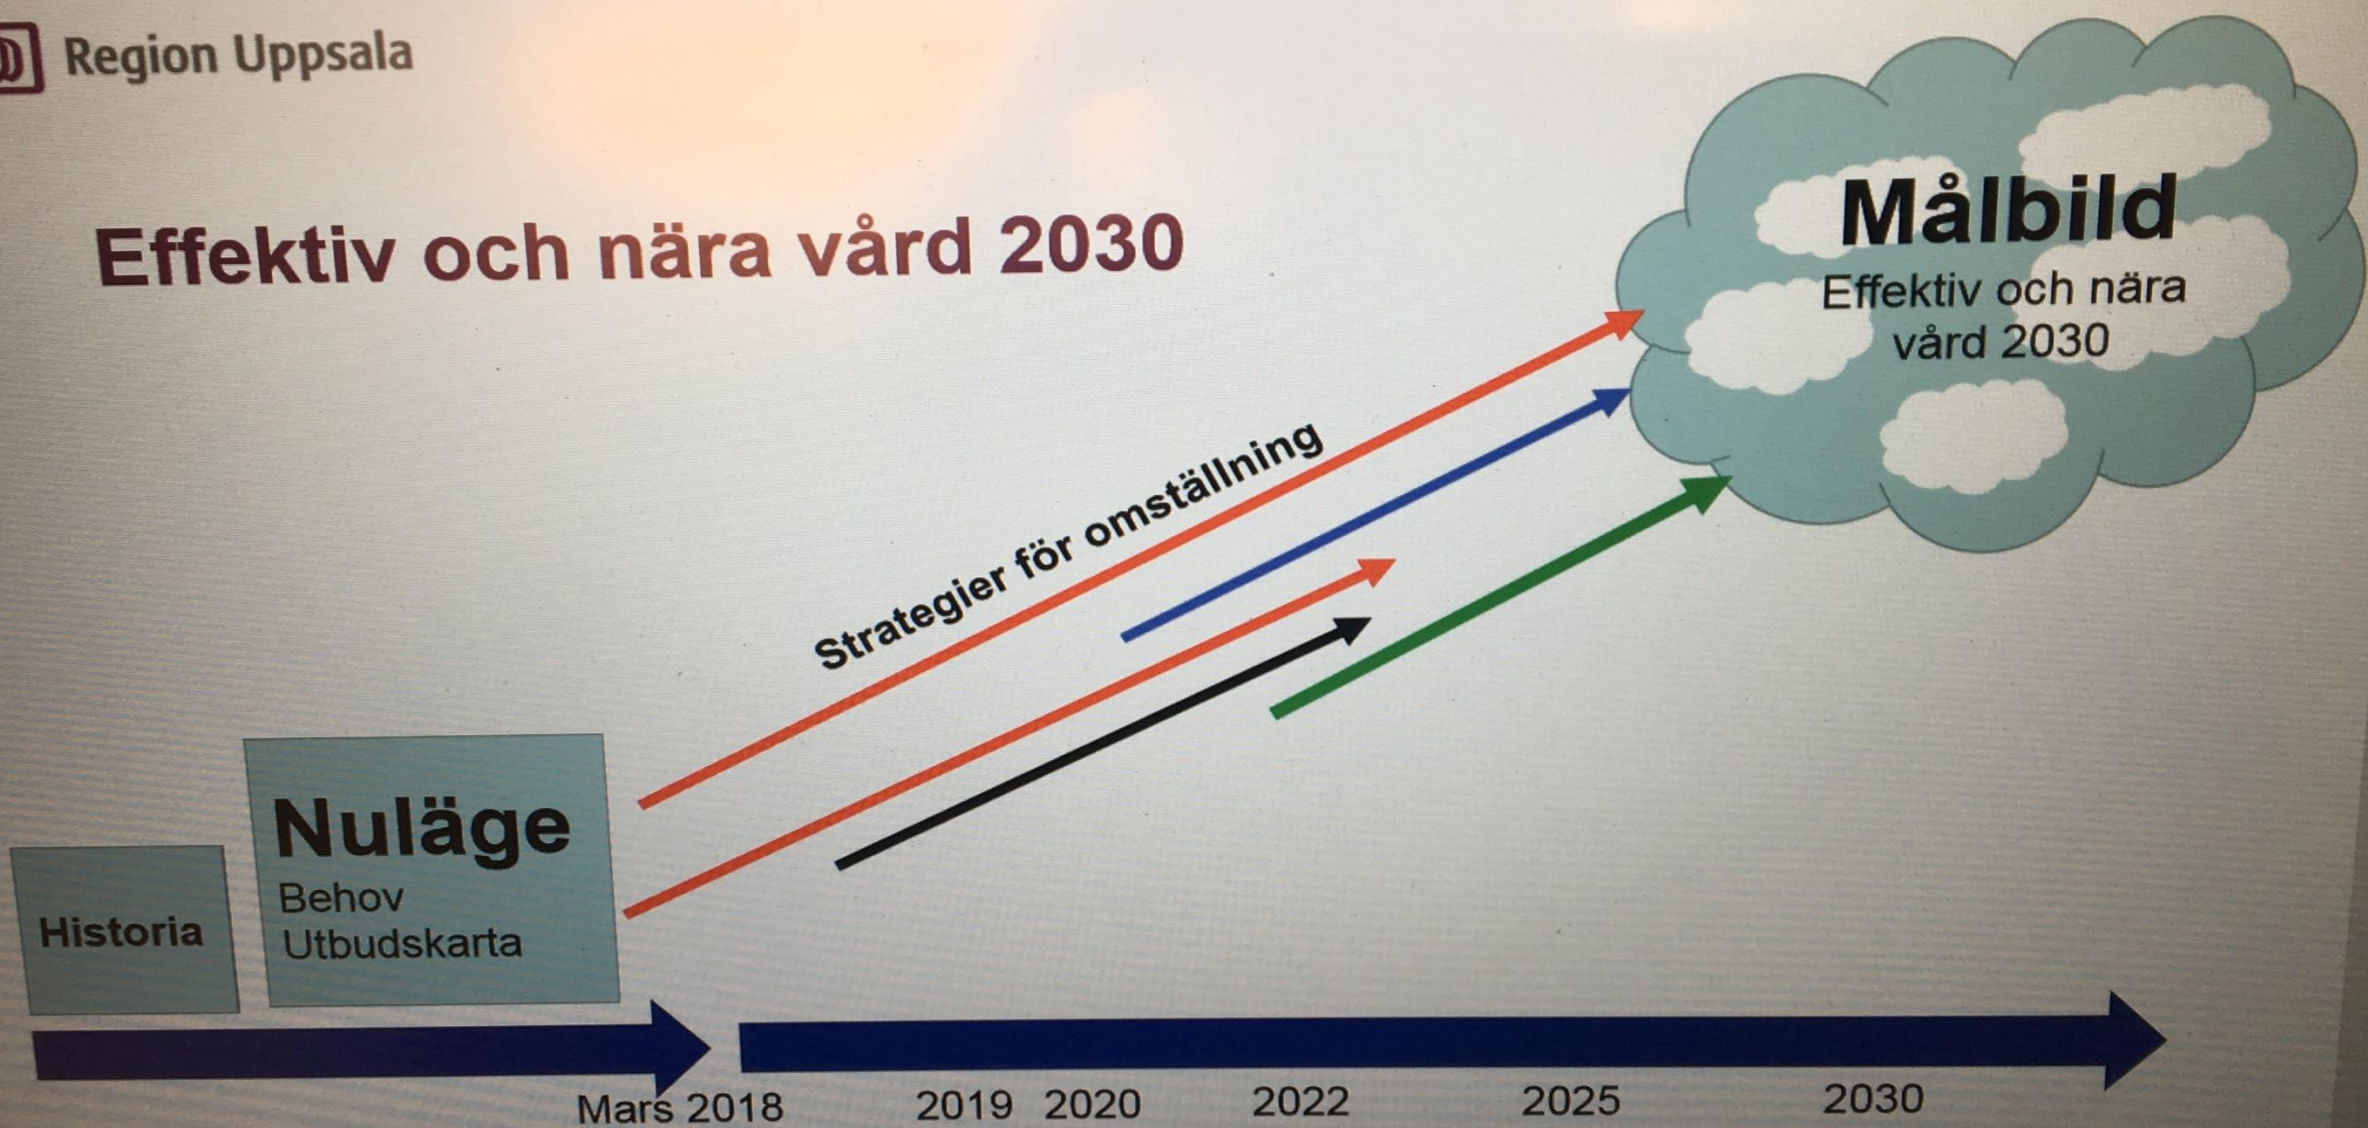 Region Uppsala
Effektiv och nära vård 2030
Målbild
Effektiv och nära
vård 2030
Strategier för omställning
Nuläge
Behov
Utbudskarta
Historia
Mars 2018
2019
2020
2022
2025
2030